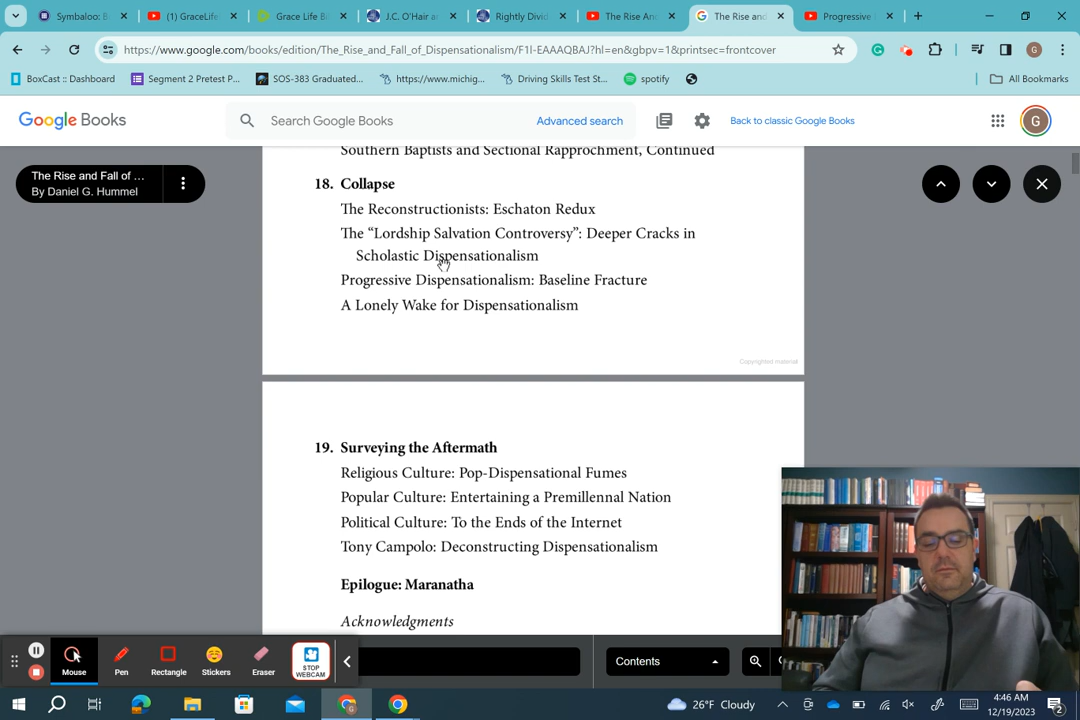 Symbaloo: B
(1) GraceLife
Grace Life Bi
J.C. O'Hair a
Rightly Divid
The Rise And
The Rise and
Progressive
https://www.google.com/books/edition/The_Rise_and_Fall_of_Dispensationalism/F1I-EAAAQBAJ?hl=en&gbpv=1&printsec=frontcover
G
BoxCast :: Dashboard
Segment 2 Pretest P...
SOS-383 Graduated...
https://www.michig...
Driving Skills Test St...
spotify
All Bookmarks
Google Books
Search Google Books
Advanced search
Back to classic Google Books
G
The Rise and Fall of ...
By Daniel G. Hummel
Southern Baptists and Sectional Rapprochment, Continued
18. Collapse
The Reconstructionists: Eschaton Redux
The “Lordship Salvation Controversy”: Deeper Cracks in
Scholastic Dispensationalism
Progressive Dispensationalism: Baseline Fracture
A Lonely Wake for Dispensationalism
Copyrighted material
19. Surveying the Aftermath
Religious Culture: Pop-Dispensational Fumes
Popular Culture: Entertaining a Premillennal Nation
Political Culture: To the Ends of the Internet
Tony Campolo: Deconstructing Dispensationalism
Epilogue: Maranatha
Acknowledgments
Mouse
Pen
Rectangle
Stickers
Eraser
STOP
WEBCAM
Contents
26°F Cloudy
4:46 AM
12/19/2023
2